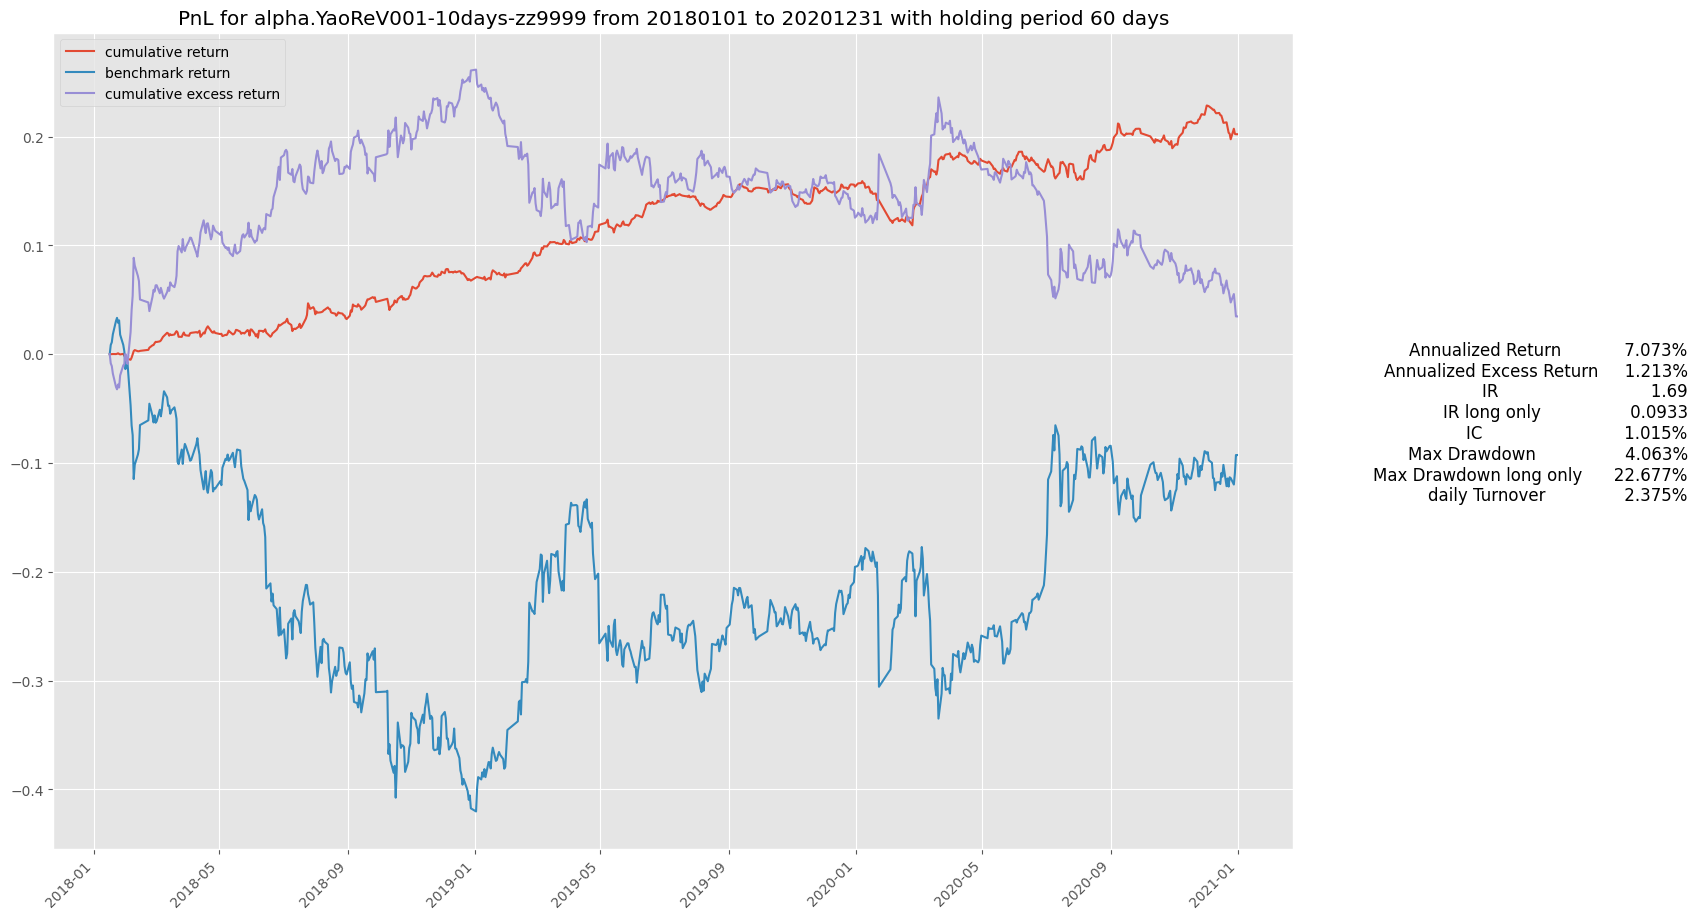 PnL for alpha.YaoReV001-10days-zz9999 from 20180101 to 20201231 with holding period 60 days
cumulative return
benchmark return
cumulative excess return
0.2
0.1
0.0
−0.1
−0.2
−0.3
−0.4
2018-01
2018-05
2018-09
2019-01
2019-05
2019-09
2020-01
2020-05
2020-09
2021-01
Annualized Return 7.073%
Annualized Excess Return 1.213%
IR 1.69
IR long only 0.0933
IC 1.015%
Max Drawdown 4.063%
Max Drawdown long only 22.677%
daily Turnover 2.375%